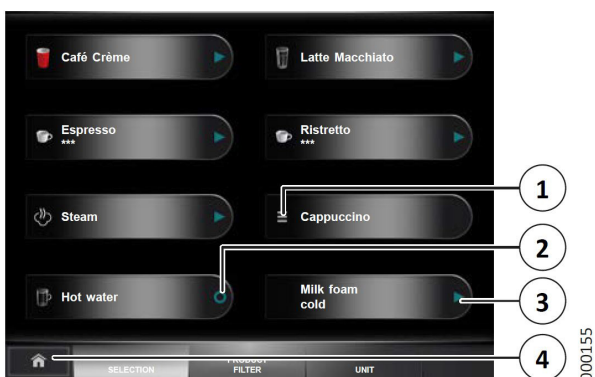 Café Crème
Latte Macchiato
Espresso
***
Ristretto
***
Steam
Cappuccino
1
2
Hot water
Milk foam
cold
3
SELECTION
PRODUCT
FILTER
UNIT
4
000155